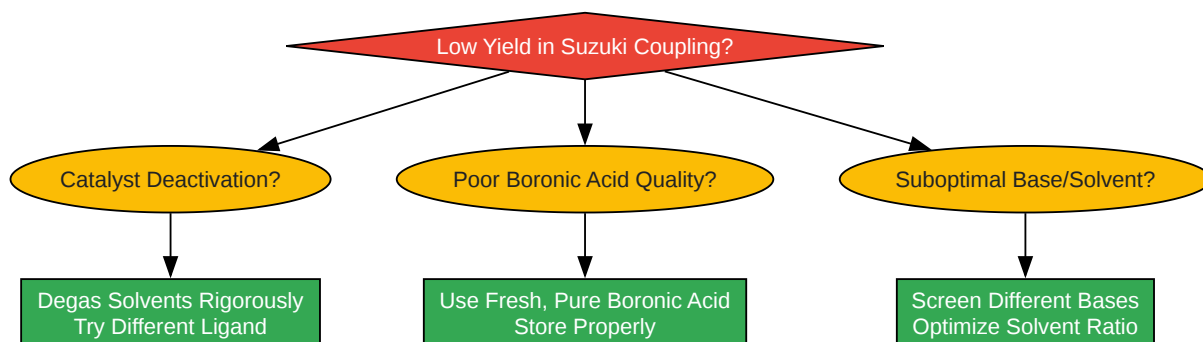 Low Yield in Suzuki Coupling?
Catalyst Deactivation?
Poor Boronic Acid Quality?
Suboptimal Base/Solvent?
Degas Solvents Rigorously
Try Different Ligand
Use Fresh, Pure Boronic Acid
Store Properly
Screen Different Bases
Optimize Solvent Ratio